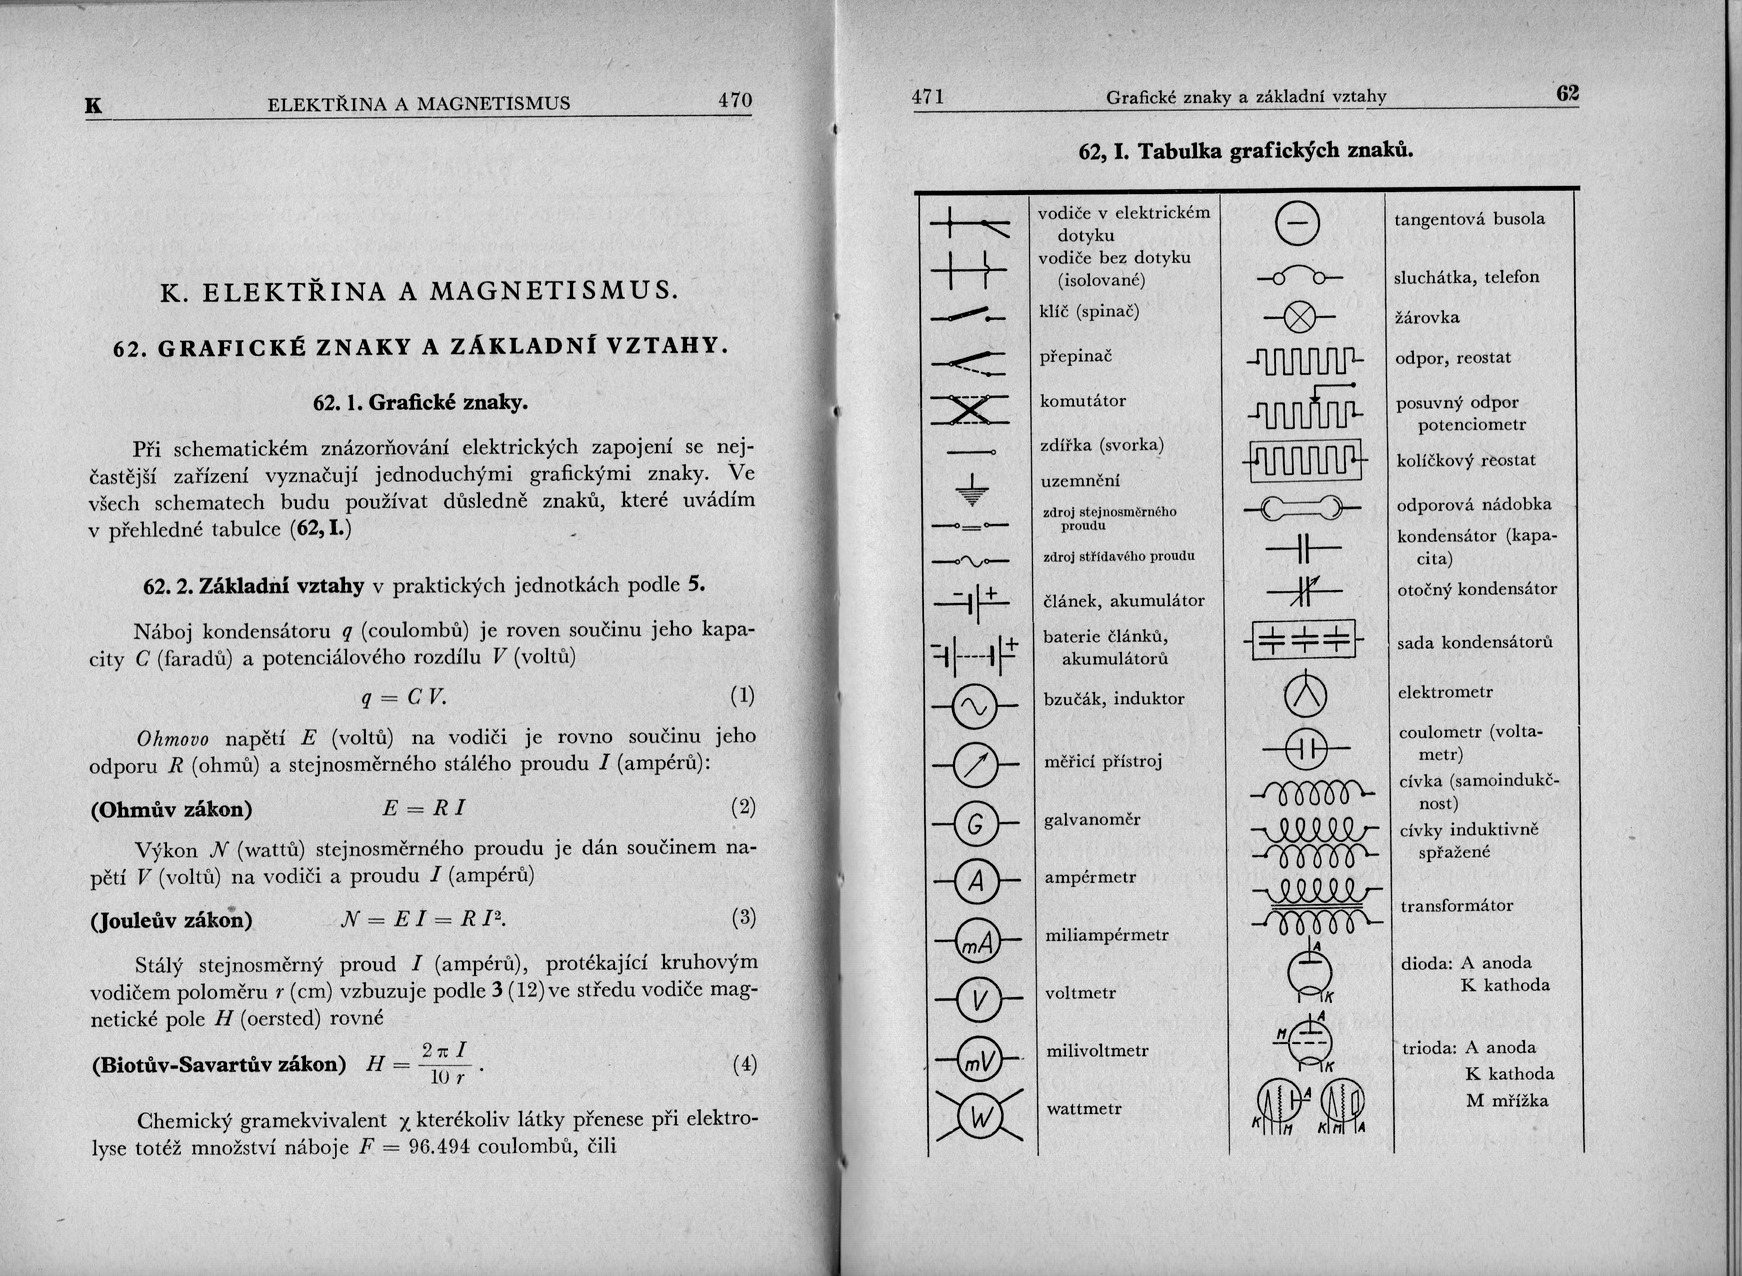 K ELEKTŘINA A MAGNETISMUS 470
K. ELEKTŘINA A MAGNETISMUS.
62. GRAFICKÉ ZNAKY A ZÁKLADNÍ VZTAHY.
62. 1. Grafické znaky.
Při schematickém znázorňování elektrických zapojení se nej-
častější zařízení vyznačují jednoduchými grafickými znaky. Ve
všech schematech budu používat důsledně znaků, které uvádím
v přehledné tabulce (62, I.)
62. 2. Základní vztahy v praktických jednotkách podle 5.
Náboj kondensátoru q (coulombů) je roven součinu jeho kapa-
city C (faradů) a potenciálového rozdílu V (voltů)
q = C V. (1)
Ohmovo napětí E (voltů) na vodiči je rovno součinu jeho
odporu R (ohmů) a stejnosměrného stálého proudu I (ampérů):
(Ohmův zákon) E = R I (2)
Výkon N (wattů) stejnosměrného proudu je dán součinem na-
pětí V (voltů) na vodiči a proudu I (ampérů)
(Jouleův zákon) N = E I = R I². (3)
Stálý stejnosměrný proud I (ampérů), protékající kruhovým
vodičem poloměru r (cm) vzbuzuje podle 3 (12) ve středu vodiče mag-
netické pole H (oersted) rovné
(Biotův-Savartův zákon) H = 2 π I / 10 r . (4)
Chemický gramekvivalent χ kterékoliv látky přenese při elektro-
lyse totéž množství náboje F = 96.494 coulombů, čili
471 Grafické znaky a základní vztahy 62
62, I. Tabulka grafických znaků.
vodiče v elektrickém
dotyku
vodiče bez dotyku
(isolované)
klíč (spinač)
přepinač
komutátor
zdířka (svorka)
uzemnění
zdroj stejnosměrného
proudu
zdroj střídavého proudu
- +
článek, akumulátor
- +
baterie článků,
akumulátorů
bzučák, induktor
měřicí přístroj
G
galvanoměr
A
ampérmetr
mA
miliampérmetr
V
voltmetr
mV
milivoltmetr
W
wattmetr
tangentová busola
sluchátka, telefon
žárovka
odpor, reostat
posuvný odpor
potenciometr
kolíčkový reostat
odporová nádobka
kondensátor (kapa-
cita)
otočný kondensátor
sada kondensátorů
elektrometr
coulometr (volta-
metr)
cívka (samoindukč-
nost)
cívky induktivně
spřažené
transformátor
A
K
dioda: A anoda
K kathoda
A
M
K
trioda: A anoda
K kathoda
M mřížka
A
K M K M A